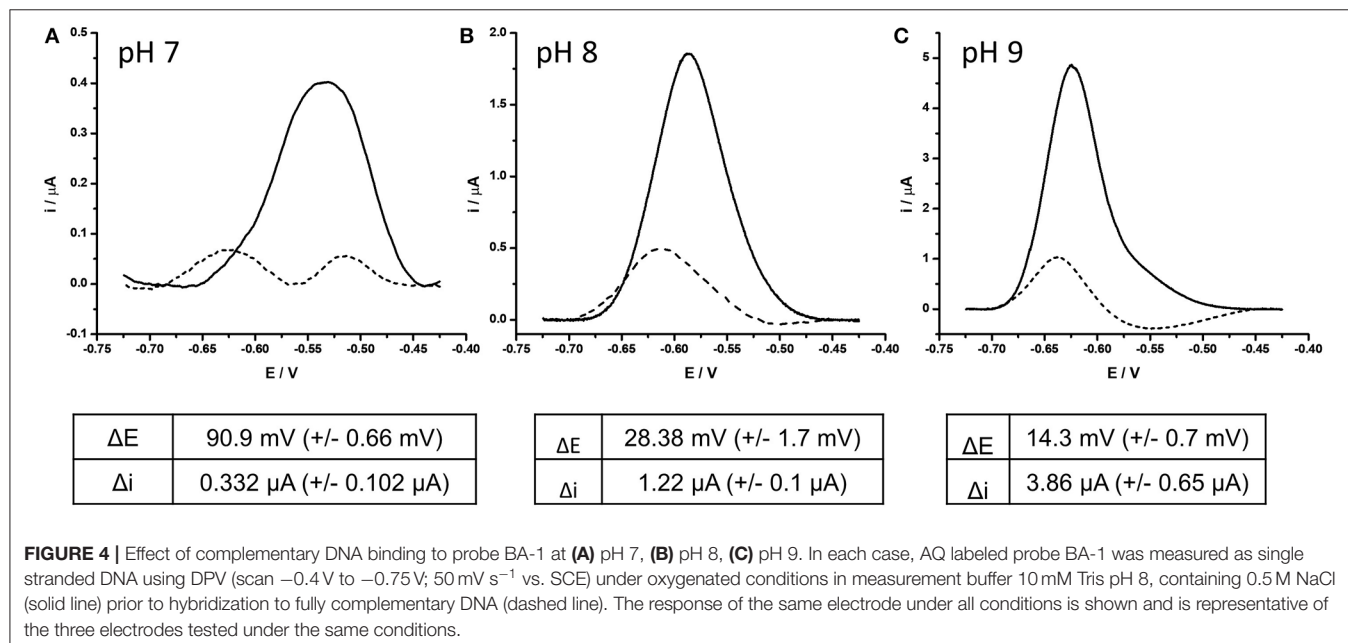 A
pH 7
0.5
0.4
0.3
0.2
0.1
0.0
-0.1
i / µA
-0.75 -0.70 -0.65 -0.60 -0.55 -0.50 -0.45 -0.40
E / V
B
pH 8
2.0
1.5
1.0
0.5
0.0
i / µA
-0.75 -0.70 -0.65 -0.60 -0.55 -0.50 -0.45 -0.40
E / V
C
pH 9
5
4
3
2
1
0
i / µA
-0.75 -0.70 -0.65 -0.60 -0.55 -0.50 -0.45 -0.40
E / V
ΔE 90.9 mV (+/- 0.66 mV)
Δi 0.332 µA (+/- 0.102 µA)
ΔE 28.38 mV (+/- 1.7 mV)
Δi 1.22 µA (+/- 0.1 µA)
ΔE 14.3 mV (+/- 0.7 mV)
Δi 3.86 µA (+/- 0.65 µA)
FIGURE 4 | Effect of complementary DNA binding to probe BA-1 at (A) pH 7, (B) pH 8, (C) pH 9. In each case, AQ labeled probe BA-1 was measured as single
stranded DNA using DPV (scan −0.4 V to −0.75 V; 50 mV s⁻¹ vs. SCE) under oxygenated conditions in measurement buffer 10 mM Tris pH 8, containing 0.5 M NaCl
(solid line) prior to hybridization to fully complementary DNA (dashed line). The response of the same electrode under all conditions is shown and is representative of
the three electrodes tested under the same conditions.